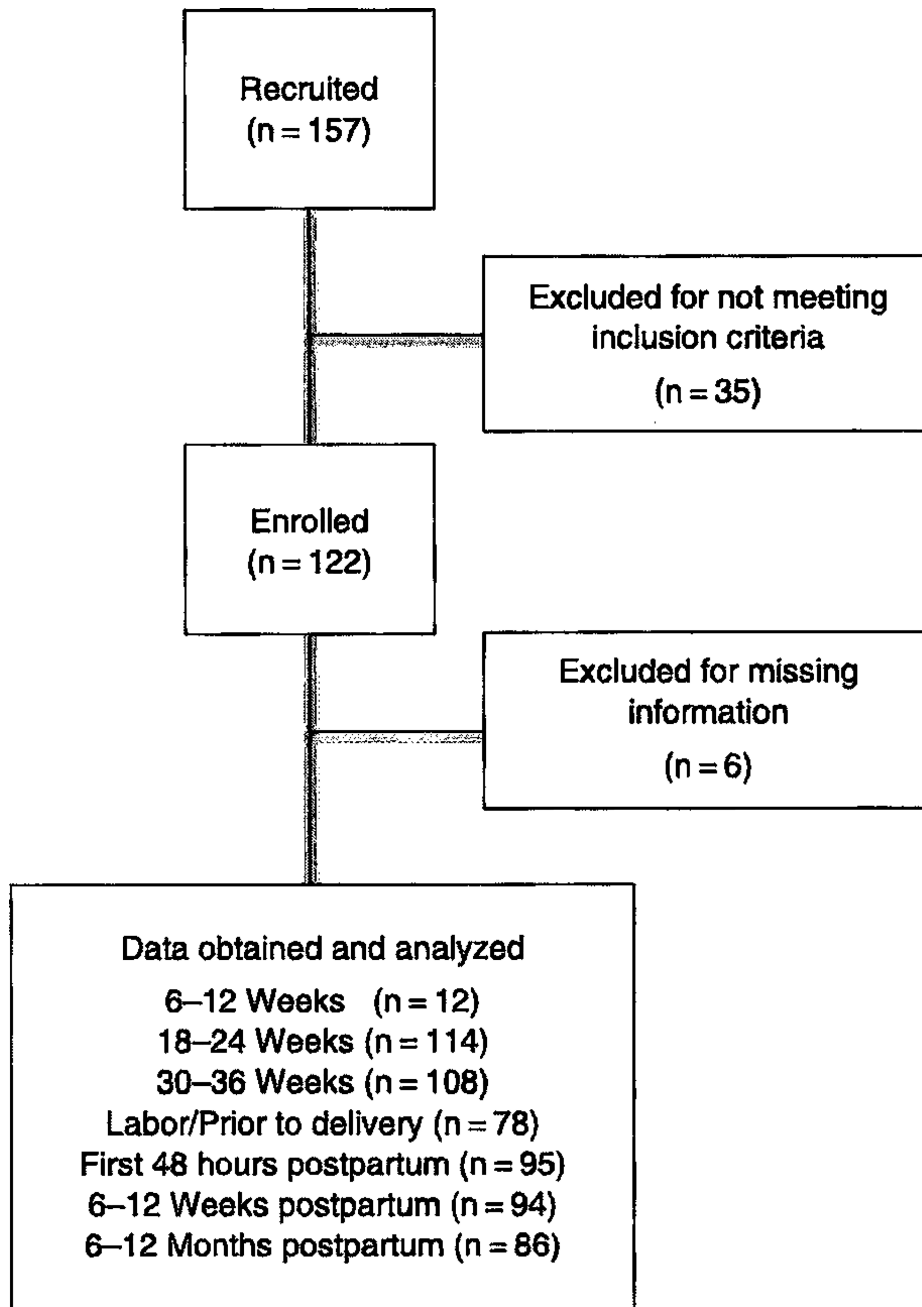 Recruited
(n = 157)
Excluded for not meeting
inclusion criteria
(n = 35)
Enrolled
(n = 122)
Excluded for missing
information
(n = 6)
Data obtained and analyzed
6–12 Weeks (n = 12)
18–24 Weeks (n = 114)
30–36 Weeks (n = 108)
Labor/Prior to delivery (n = 78)
First 48 hours postpartum (n = 95)
6–12 Weeks postpartum (n = 94)
6–12 Months postpartum (n = 86)